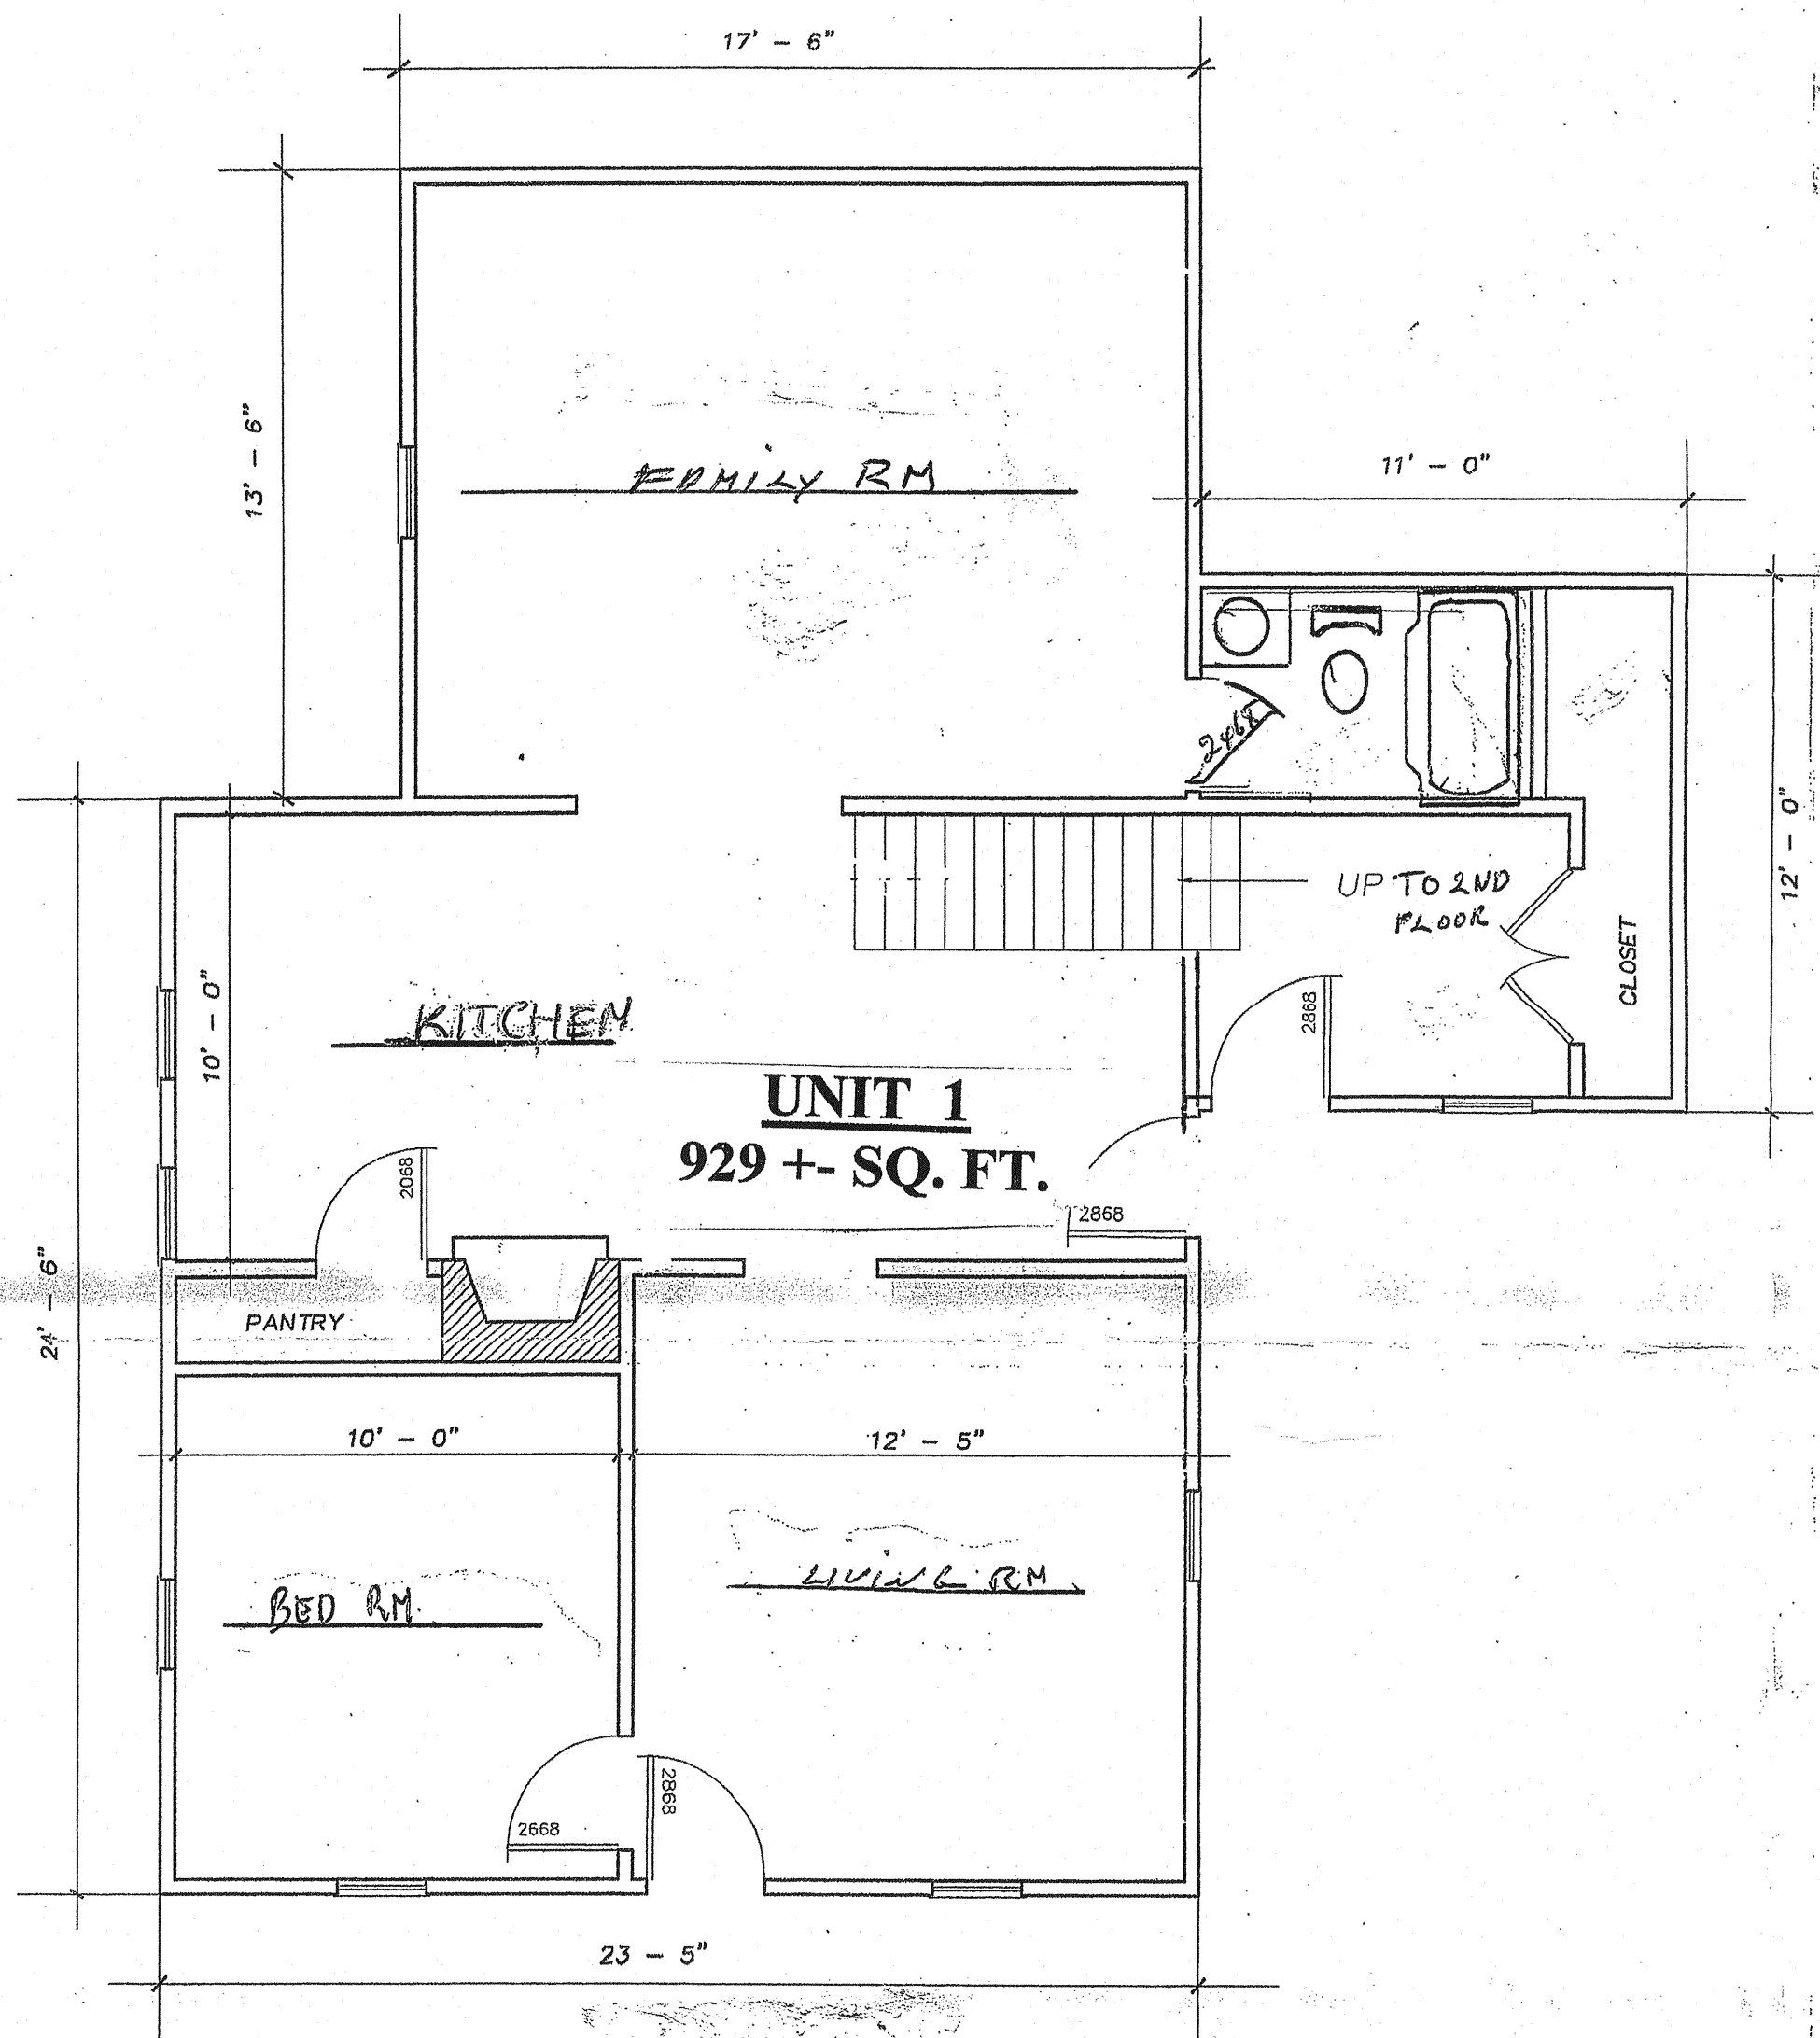 17' - 6"
13' - 6"
FAMILY RM
11' - 0"
2468
12' - 0"
UP TO 2ND
FLOOR
CLOSET
10' - 0"
KITCHEN
2868
UNIT 1
929 +- SQ. FT.
2068
2868
24' - 6"
PANTRY
10' - 0"
12' - 5"
LIVING RM
BED RM.
2868
2668
23 - 5"